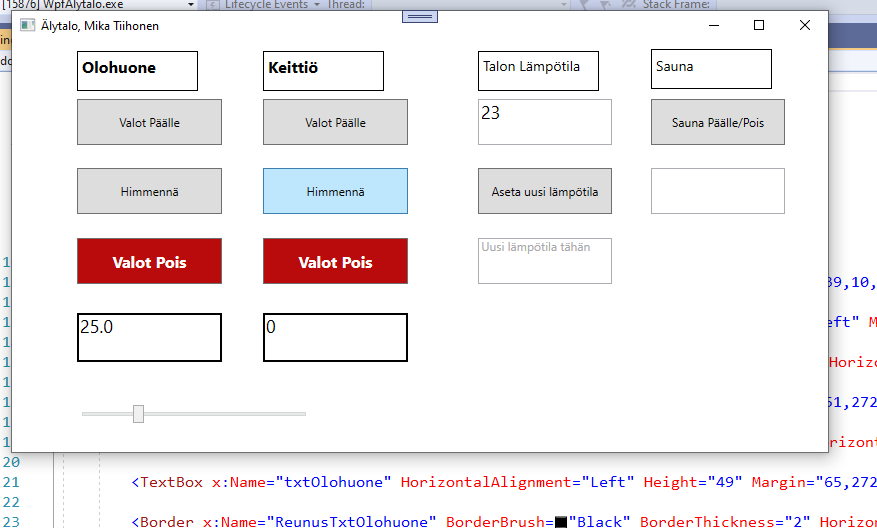 [15876] WpfAlytalo.exe Lifecycle Events Thread: Stack Frame:
Älytalo, Mika Tiihonen
Olohuone Keittiö Talon Lämpötila Sauna
Valot Päälle Valot Päälle 23 Sauna Päälle/Pois
Himmennä Himmennä Aseta uusi lämpötila
Valot Pois Valot Pois Uusi lämpötila tähän
25.0 0
39,10,
eft" M
Horizo
51,272
orizont
20
21 <TextBox x:Name="txtOlohuone" HorizontalAlignment="Left" Height="49" Margin="65,272
22
23 <Border x:Name="ReunusTxtOlohuone" BorderBrush="Black" BorderThickness="2" Horizo